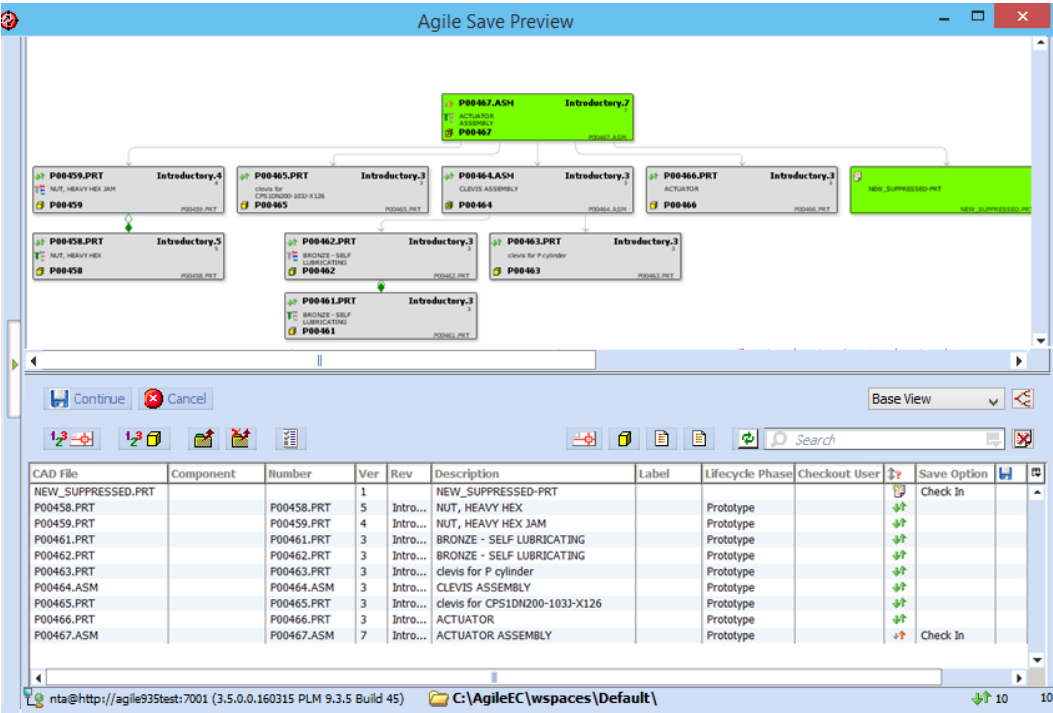 Agile Save Preview
P00467.ASM Introductory.7
7
ACTUATOR
ASSEMBLY
P00467 P00467.ASM
P00459.PRT Introductory.4
4
NUT, HEAVY HEX JAM
P00459 P00459.PRT
P00465.PRT Introductory.3
3
clevis for
CPS1DN200-103J-X126
P00465 P00465.PRT
P00464.ASM Introductory.3
3
CLEVIS ASSEMBLY
P00464 P00464.ASM
P00466.PRT Introductory.3
3
ACTUATOR
P00466 P00466.PRT
NEW_SUPPRESSED-PRT
P00458.PRT Introductory.5
5
NUT, HEAVY HEX
P00458 P00458.PRT
P00462.PRT Introductory.3
3
BRONZE - SELF
LUBRICATING
P00462 P00462.PRT
P00463.PRT Introductory.3
3
clevis for P cylinder
P00463 P00463.PRT
P00461.PRT Introductory.3
3
BRONZE - SELF
LUBRICATING
P00461 P00461.PRT
Continue Cancel Base View
Search
CAD File Component Number Ver Rev Description Label Lifecycle Phase Checkout User Save Option
NEW_SUPPRESSED.PRT 1 NEW_SUPPRESSED-PRT Check In
P00458.PRT P00458.PRT 5 Intro... NUT, HEAVY HEX Prototype
P00459.PRT P00459.PRT 4 Intro... NUT, HEAVY HEX JAM Prototype
P00461.PRT P00461.PRT 3 Intro... BRONZE - SELF LUBRICATING Prototype
P00462.PRT P00462.PRT 3 Intro... BRONZE - SELF LUBRICATING Prototype
P00463.PRT P00463.PRT 3 Intro... clevis for P cylinder Prototype
P00464.ASM P00464.ASM 3 Intro... CLEVIS ASSEMBLY Prototype
P00465.PRT P00465.PRT 3 Intro... clevis for CPS1DN200-103J-X126 Prototype
P00466.PRT P00466.PRT 3 Intro... ACTUATOR Prototype
P00467.ASM P00467.ASM 7 Intro... ACTUATOR ASSEMBLY Prototype Check In
nta@http://agile935test:7001 (3.5.0.0.160315 PLM 9.3.5 Build 45) C:\AgileEC\wspaces\Default\ 10 10